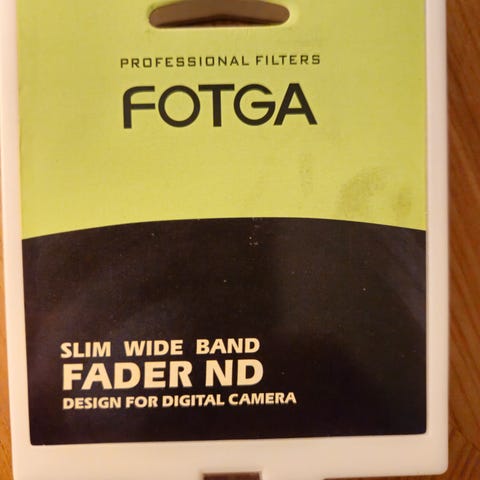 PROFESSIONAL FILTERS
FOTGA
SLIM WIDE BAND
FADER ND
DESIGN FOR DIGITAL CAMERA